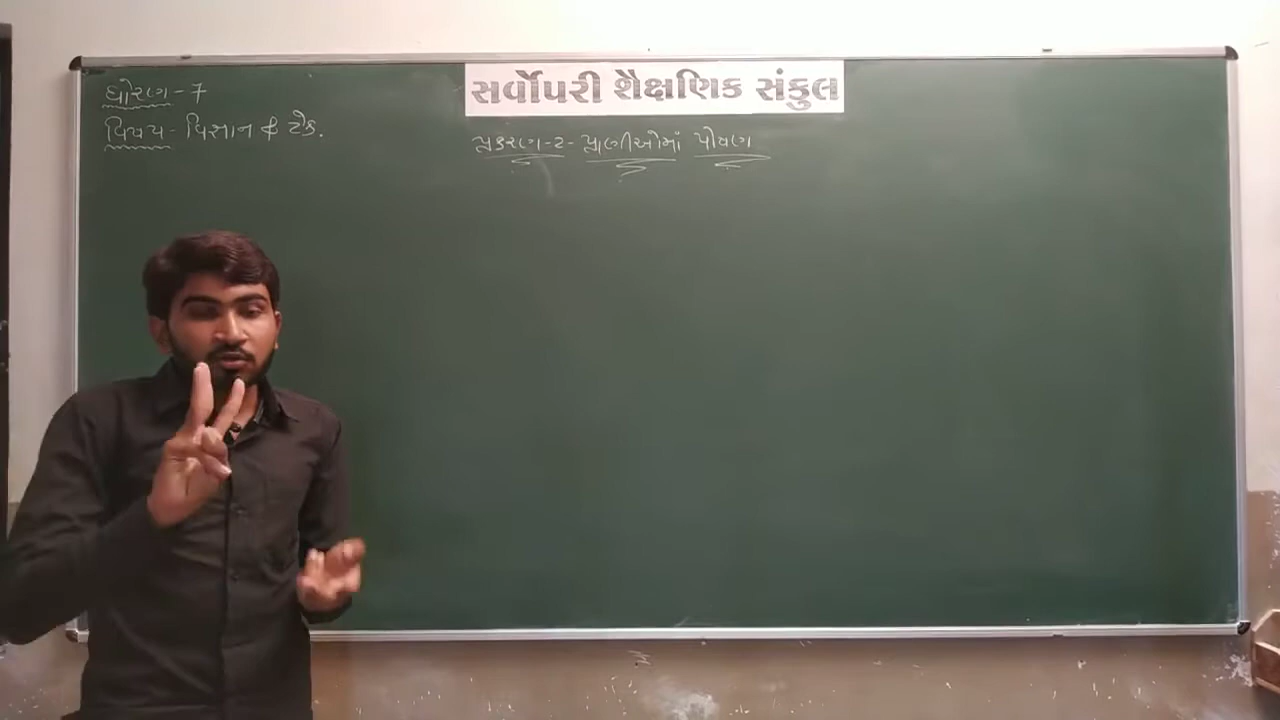 સર્વોપરી શૈક્ષણિક સંકુલ
ધોરણ - 7
વિષય - વિજ્ઞાન & ટેક.
પ્રકરણ-2- પ્રાણીઓમાં પોષણ